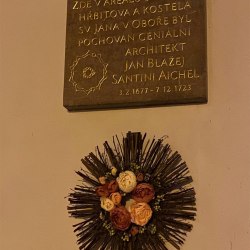 ZDE V AREÁLU
HŘBITOVA A KOSTELA
SV. JANA V OBOŘE BYL
POCHOVÁN GENIÁLNÍ
ARCHITEKT
JAN BLAŽEJ
SANTINI AICHEL
3.2.1677 - 7.12.1723